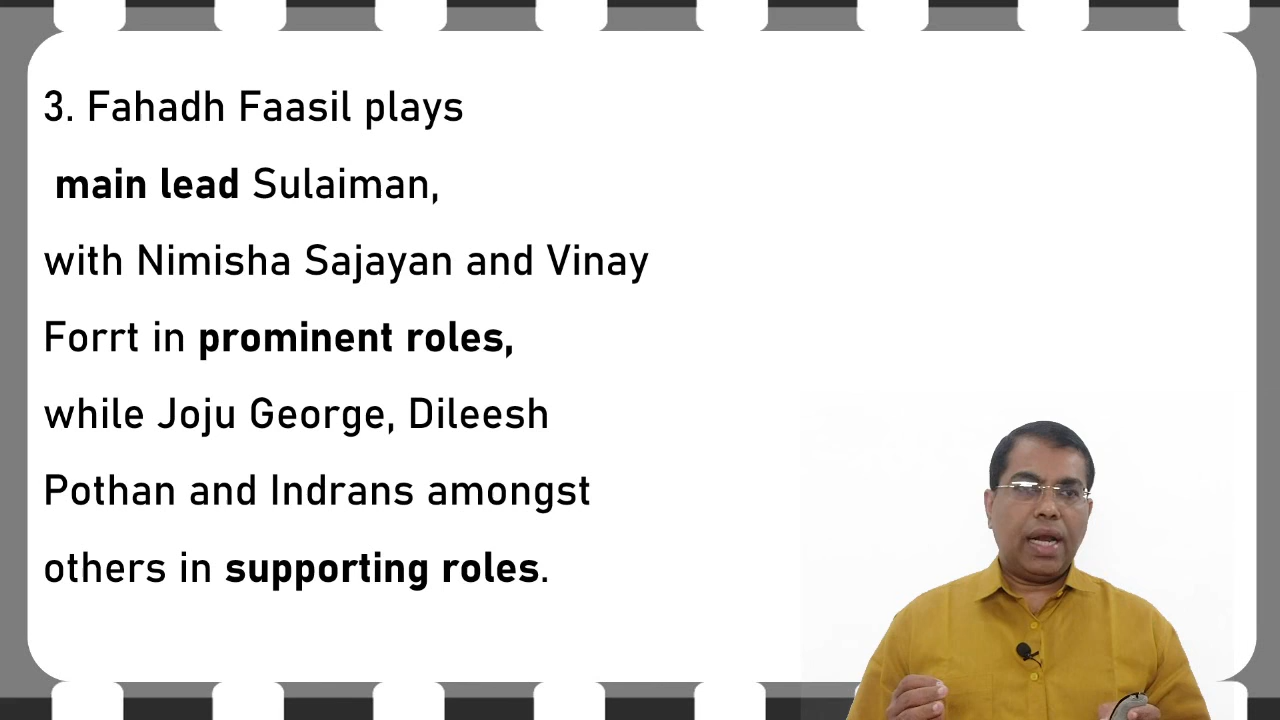 3. Fahadh Faasil plays
main lead Sulaiman,
with Nimisha Sajayan and Vinay
Forrt in prominent roles,
while Joju George, Dileesh
Pothan and Indrans amongst
others in supporting roles.